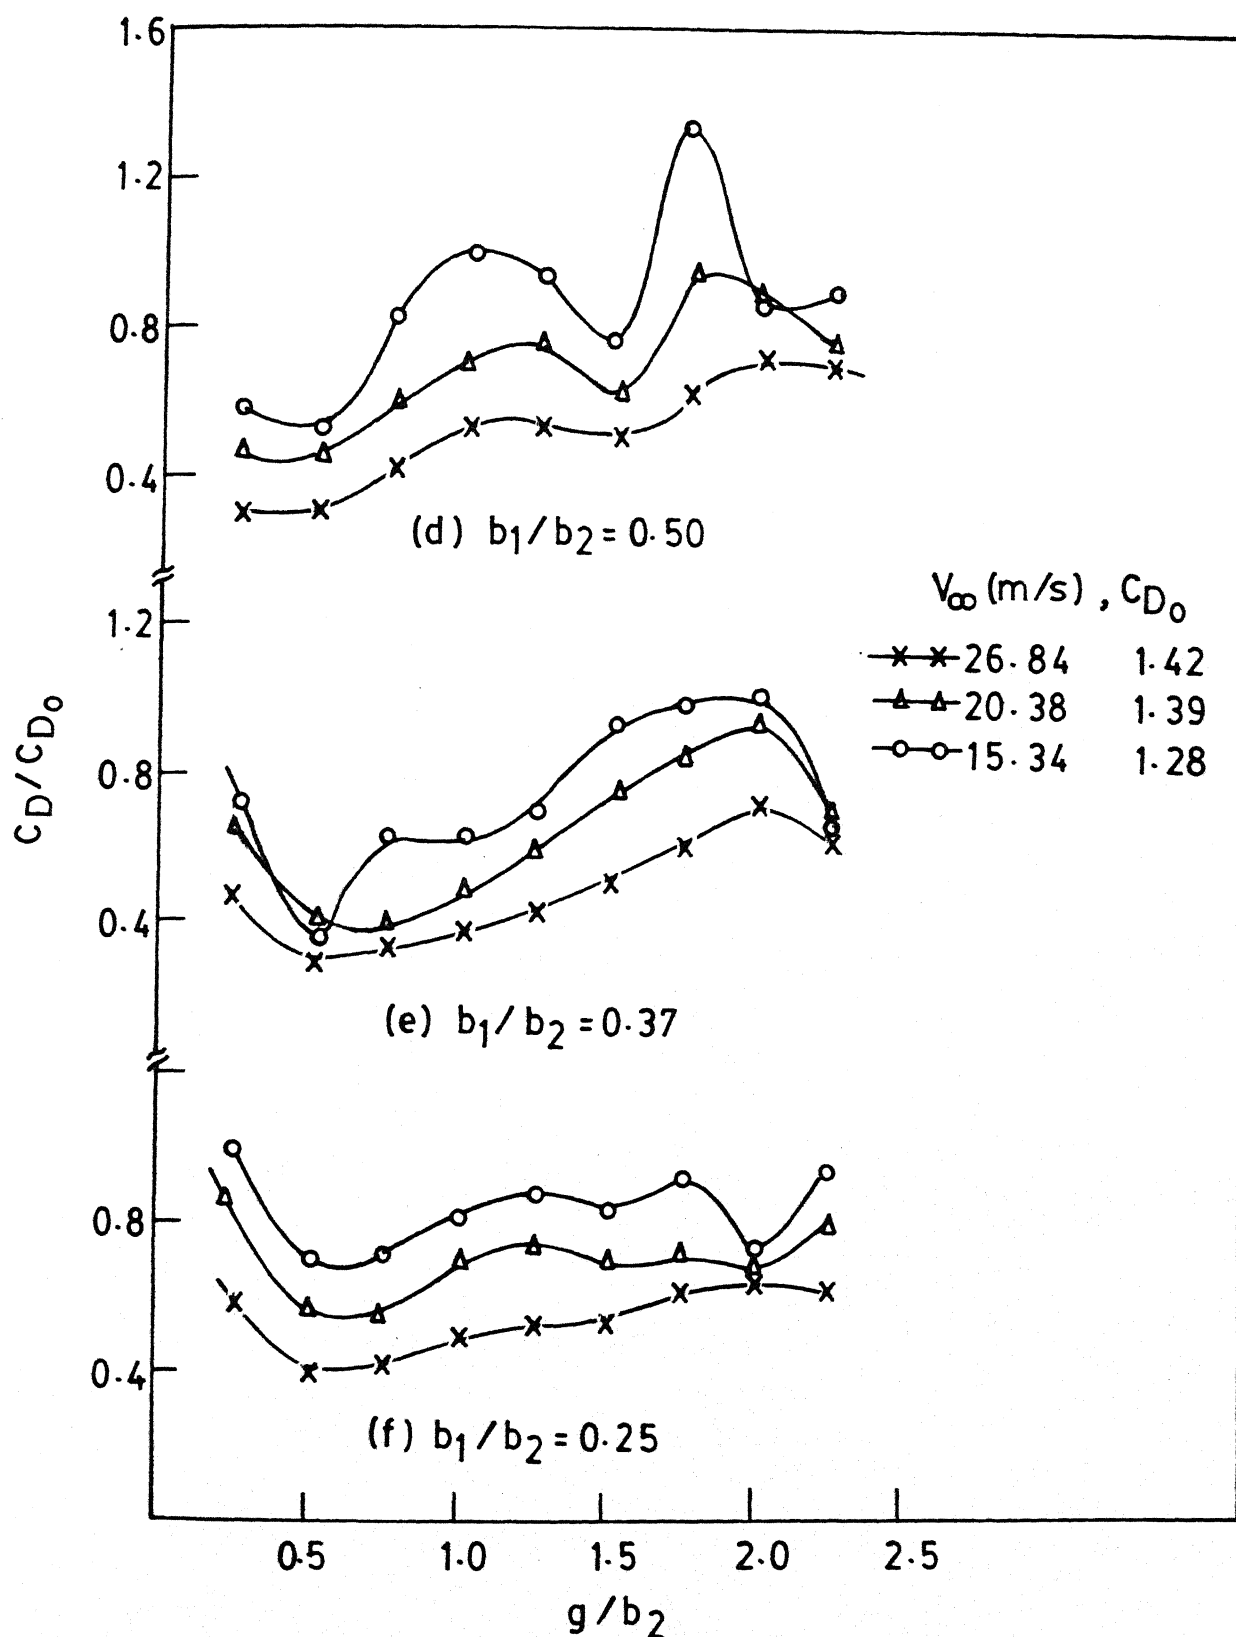 1.6
1.2
0.8
0.4
(d) b1/b2 = 0.50
V∞ (m/s), CD0
26.84 1.42
20.38 1.39
15.34 1.28
1.2
0.8
0.4
CD/CD0
(e) b1/b2 = 0.37
0.8
0.4
(f) b1/b2 = 0.25
0.5 1.0 1.5 2.0 2.5
g/b2